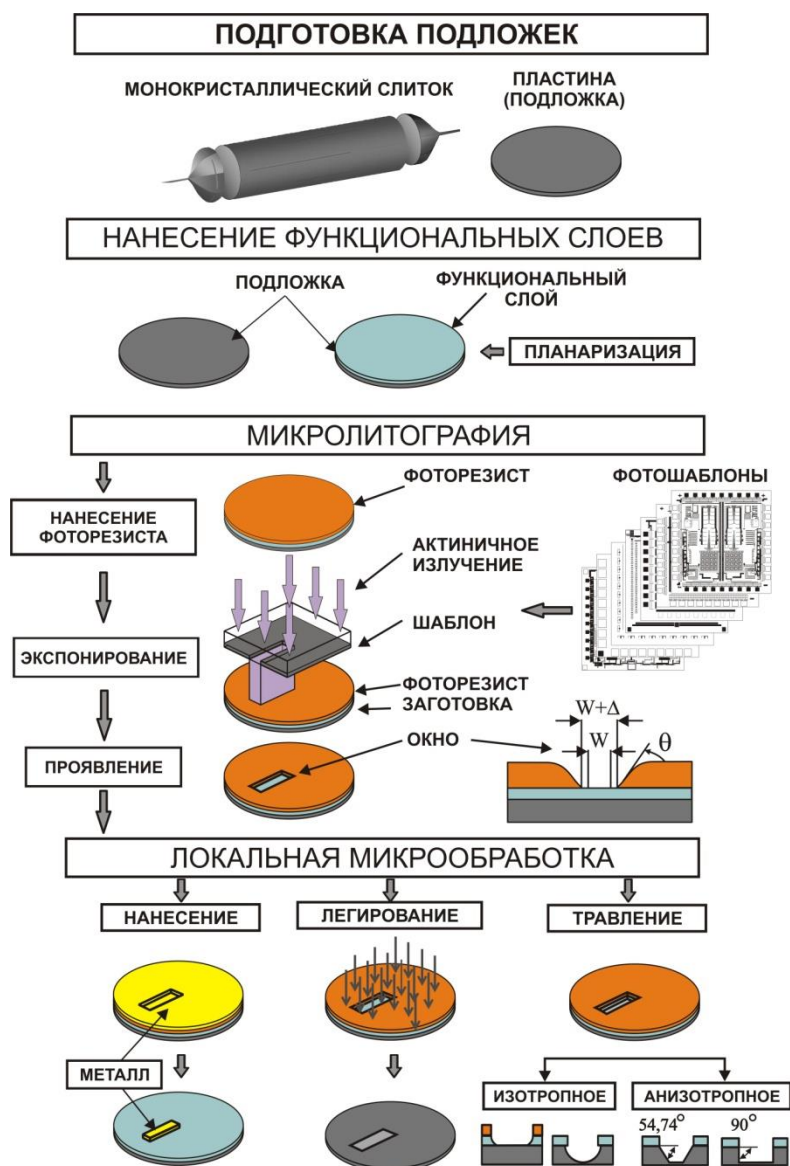 ПОДГОТОВКА ПОДЛОЖЕК
МОНОКРИСТАЛЛИЧЕСКИЙ СЛИТОК
ПЛАСТИНА
(ПОДЛОЖКА)
НАНЕСЕНИЕ ФУНКЦИОНАЛЬНЫХ СЛОЕВ
ПОДЛОЖКА
ФУНКЦИОНАЛЬНЫЙ
СЛОЙ
ПЛАНАРИЗАЦИЯ
МИКРОЛИТОГРАФИЯ
НАНЕСЕНИЕ
ФОТОРЕЗИСТА
ФОТОРЕЗИСТ
ФОТОШАБЛОНЫ
АКТИНИЧНОЕ
ИЗЛУЧЕНИЕ
ШАБЛОН
ЭКСПОНИРОВАНИЕ
ФОТОРЕЗИСТ
ЗАГОТОВКА
W+Δ
W
θ
ОКНО
ПРОЯВЛЕНИЕ
ЛОКАЛЬНАЯ МИКРООБРАБОТКА
НАНЕСЕНИЕ
ЛЕГИРОВАНИЕ
ТРАВЛЕНИЕ
МЕТАЛЛ
ИЗОТРОПНОЕ
АНИЗОТРОПНОЕ
54,74°
90°